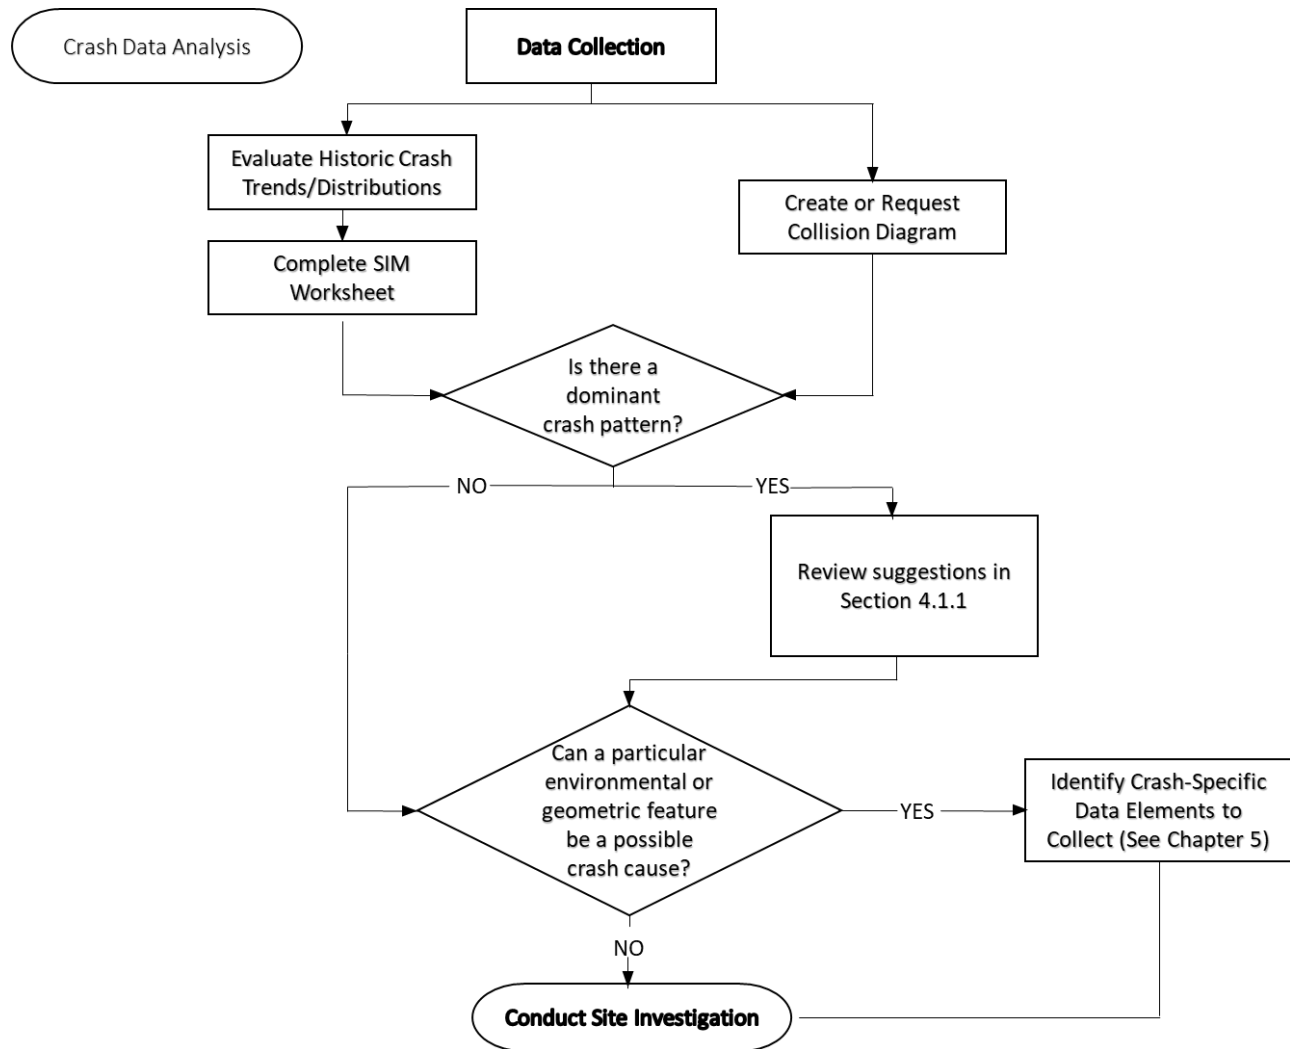 Crash Data Analysis
Data Collection
Evaluate Historic Crash
Trends/Distributions
Create or Request
Collision Diagram
Complete SIM
Worksheet
Is there a
dominant
crash pattern?
NO
YES
Review suggestions in
Section 4.1.1
Can a particular
environmental or
geometric feature
be a possible
crash cause?
YES
Identify Crash-Specific
Data Elements to
Collect (See Chapter 5)
NO
Conduct Site Investigation